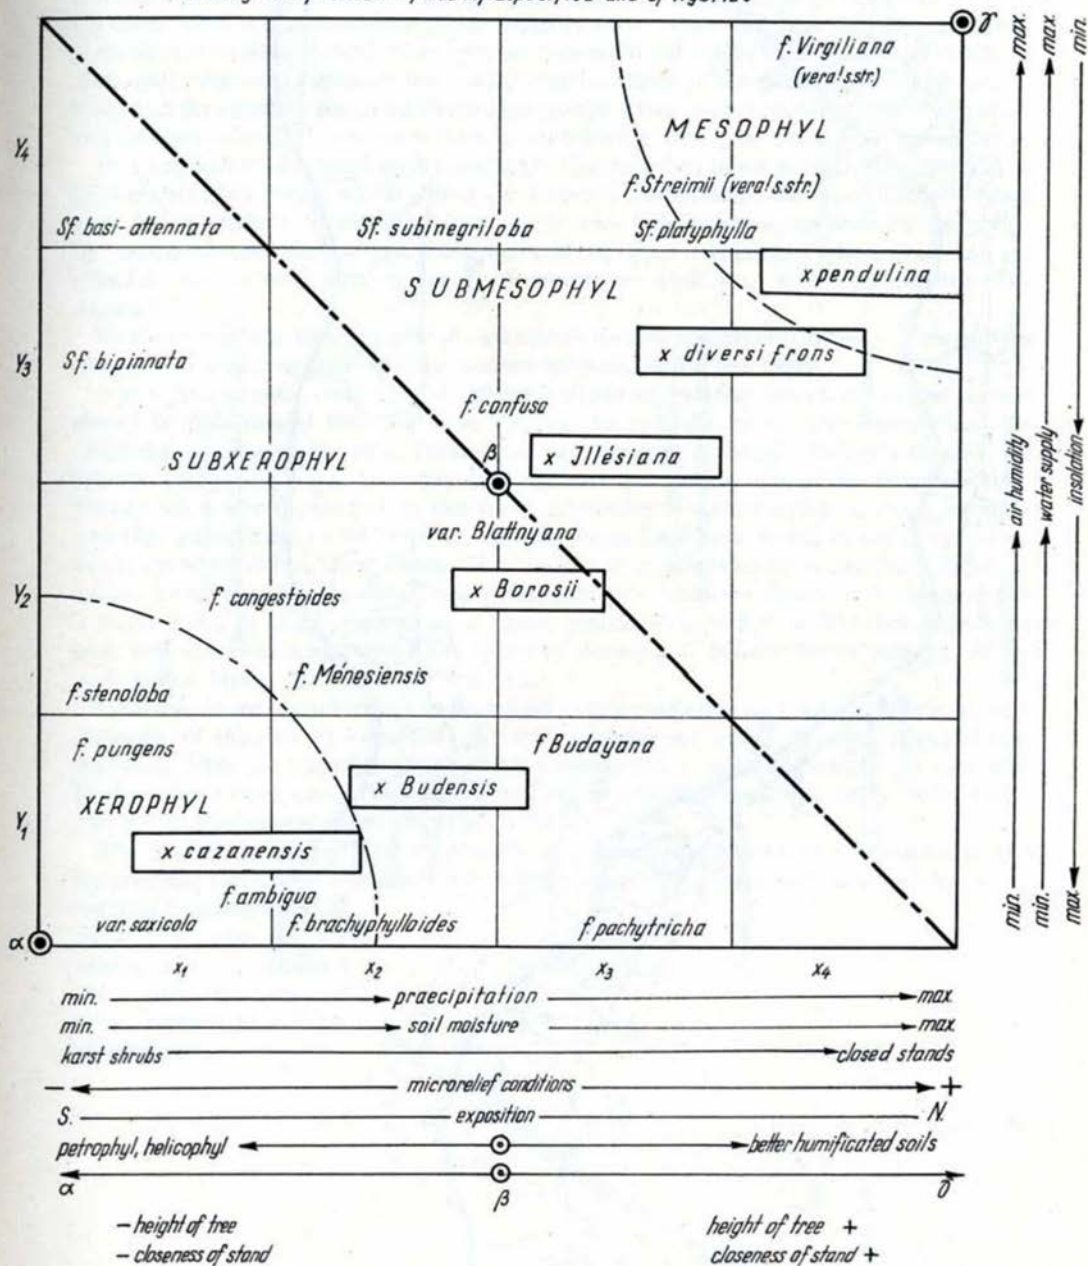 γ
f. Virgiliana
(vera! s.str.)
MESOPHYL
Y4
f. Streimii (vera! s.str.)
Sf. basi-attennata
Sf. subinegriloba
Sf. platyphylla
SUBMESOPHYL
x pendulina
x diversifrons
Y3
Sf. bipinnata
f. confusa
SUBXEROPHYL
β
x Illésiana
var. Blattnyana
x Borosii
Y2
f. congestoides
f. Ménesiensis
f. stenoloba
f. pungens
f Budayana
x Budensis
XEROPHYL
Y1
x cazanensis
f. ambigua
var. saxicola
f. brachyphylloides
f. pachytricha
α
x1 x2 x3 x4
max. max. min.
air humidity
water supply
insolation
min. min. max
min. praecipitation max.
min. soil moisture max
karst shrubs closed stands
— microrelief conditions +
S. exposition N.
petrophyl, helicophyl better humificated soils
α β
— height of tree height of tree +
— closeness of stand closeness of stand +